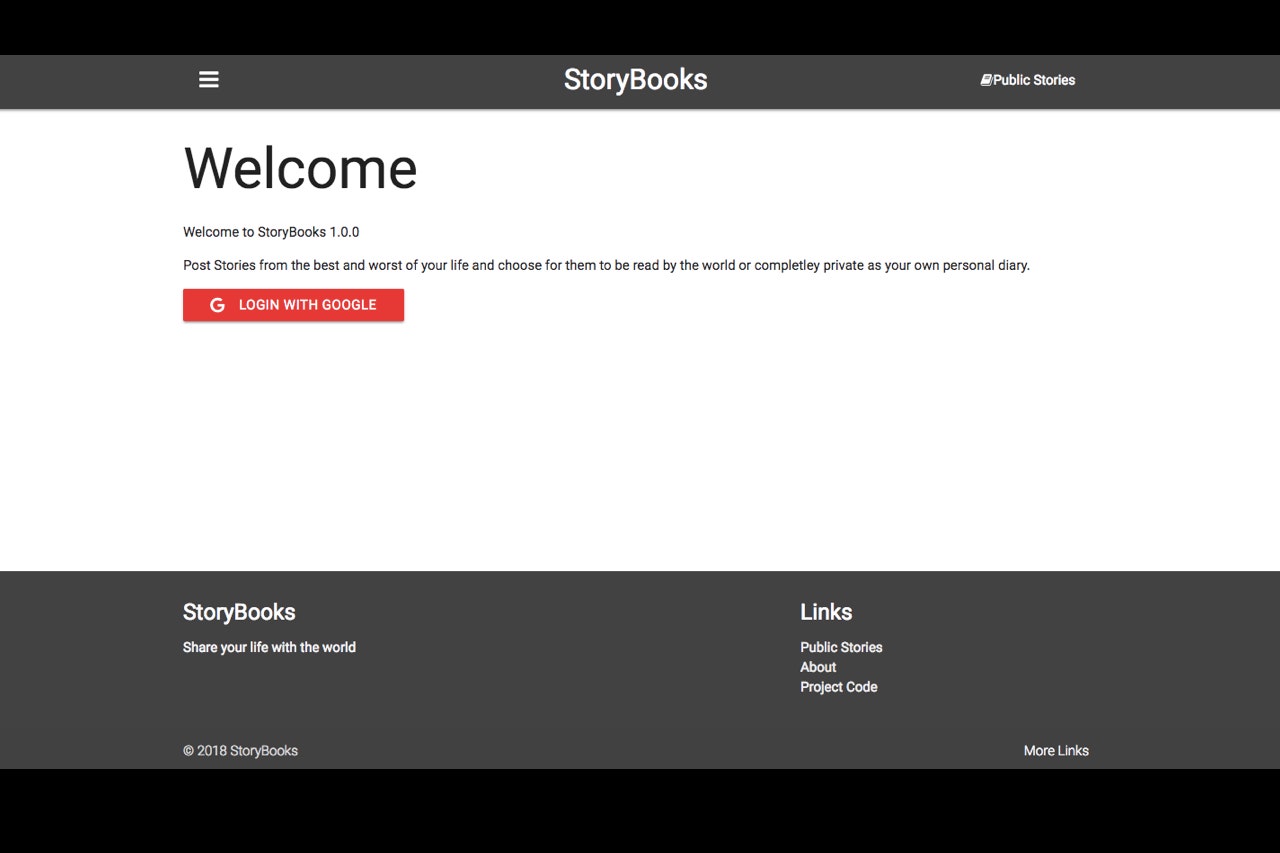 StoryBooks
Public Stories
Welcome
Welcome to StoryBooks 1.0.0
Post Stories from the best and worst of your life and choose for them to be read by the world or completley private as your own personal diary.
LOGIN WITH GOOGLE
StoryBooks
Share your life with the world
Links
Public Stories
About
Project Code
© 2018 StoryBooks
More Links